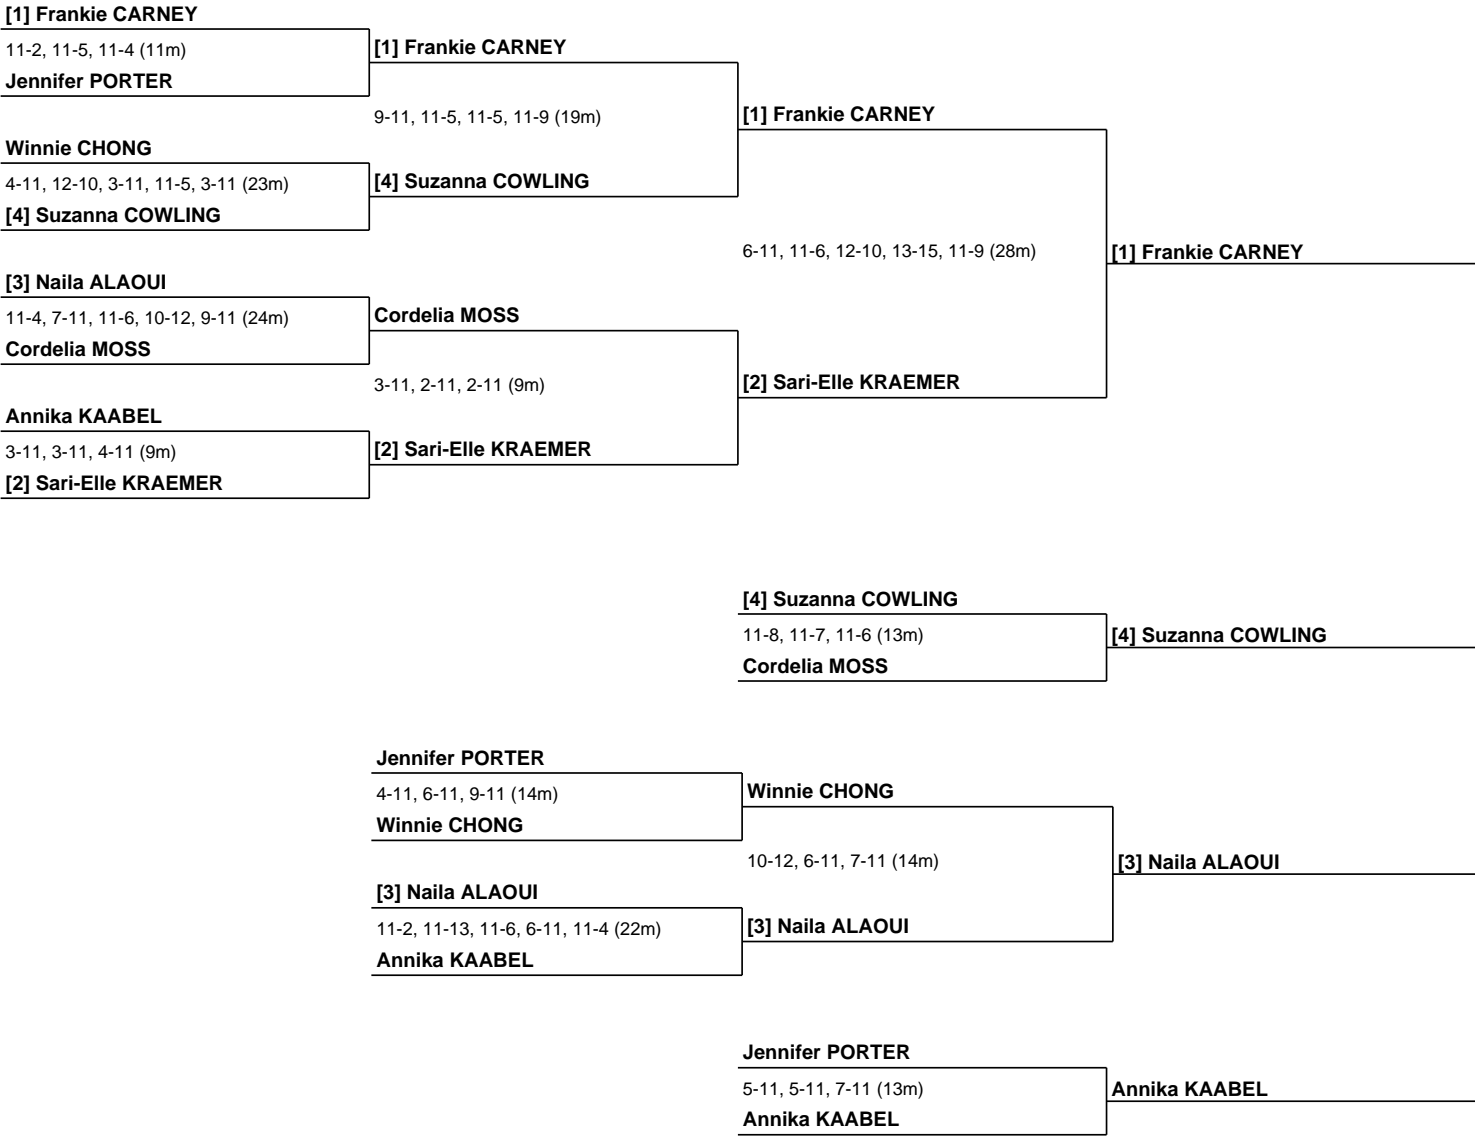 [1] Frankie CARNEY
11-2, 11-5, 11-4 (11m)
[1] Frankie CARNEY
Jennifer PORTER
9-11, 11-5, 11-5, 11-9 (19m)
[1] Frankie CARNEY
Winnie CHONG
4-11, 12-10, 3-11, 11-5, 3-11 (23m)
[4] Suzanna COWLING
[4] Suzanna COWLING
6-11, 11-6, 12-10, 13-15, 11-9 (28m)
[1] Frankie CARNEY
[3] Naila ALAOUI
11-4, 7-11, 11-6, 10-12, 9-11 (24m)
Cordelia MOSS
Cordelia MOSS
3-11, 2-11, 2-11 (9m)
[2] Sari-Elle KRAEMER
Annika KAABEL
3-11, 3-11, 4-11 (9m)
[2] Sari-Elle KRAEMER
[2] Sari-Elle KRAEMER
[4] Suzanna COWLING
11-8, 11-7, 11-6 (13m)
[4] Suzanna COWLING
Cordelia MOSS
Jennifer PORTER
4-11, 6-11, 9-11 (14m)
Winnie CHONG
Winnie CHONG
10-12, 6-11, 7-11 (14m)
[3] Naila ALAOUI
[3] Naila ALAOUI
11-2, 11-13, 11-6, 6-11, 11-4 (22m)
[3] Naila ALAOUI
Annika KAABEL
Jennifer PORTER
5-11, 5-11, 7-11 (13m)
Annika KAABEL
Annika KAABEL